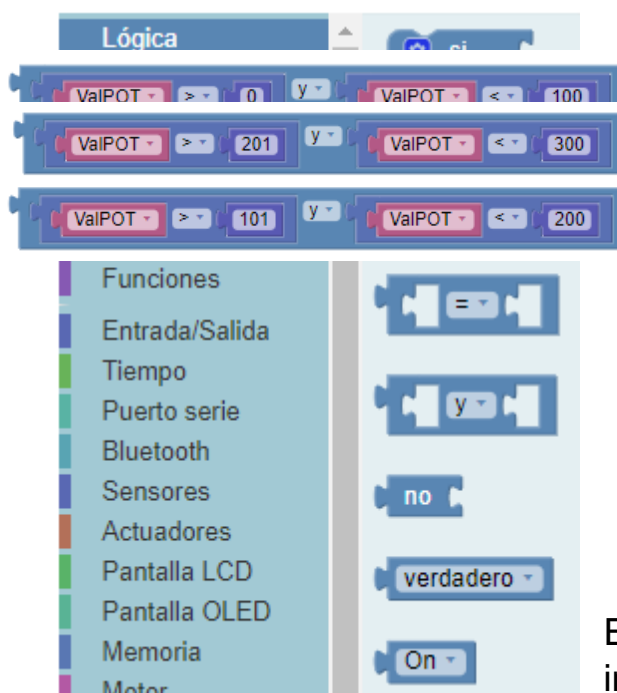 Lógica
si
ValPOT > 0 y ValPOT < 100
ValPOT > 201 y ValPOT < 300
ValPOT > 101 y ValPOT < 200
Funciones
=
Entrada/Salida
Tiempo
Puerto serie
y
Bluetooth
Sensores
no
Actuadores
Pantalla LCD
verdadero
Pantalla OLED
Memoria
On
Motor